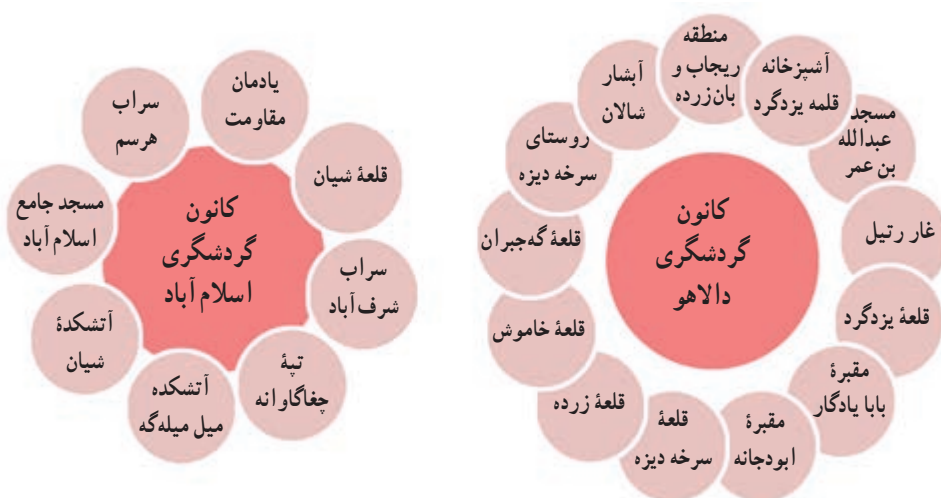 کانون
گردشگری
دالاهو
منطقه
ریجاب و
بان‌زرده
آشپزخانه
قلمه یزدگرد
مسجد
عبدالله
بن عمر
غار رتیل
قلعهٔ یزدگرد
مقبرهٔ
بابا یادگار
مقبرهٔ
ابودجانه
قلعهٔ
سرخه دیزه
قلعهٔ زرده
قلعهٔ خاموش
قلعهٔ گه‌جبران
روستای
سرخه دیزه
آبشار
شالان
کانون
گردشگری
اسلام آباد
یادمان
مقاومت
قلعهٔ شیان
سراب
شرف آباد
تپهٔ
چغاگاوانه
آتشکده
میل میله‌گه
آتشکدهٔ
شیان
مسجد جامع
اسلام آباد
سراب
هرسم